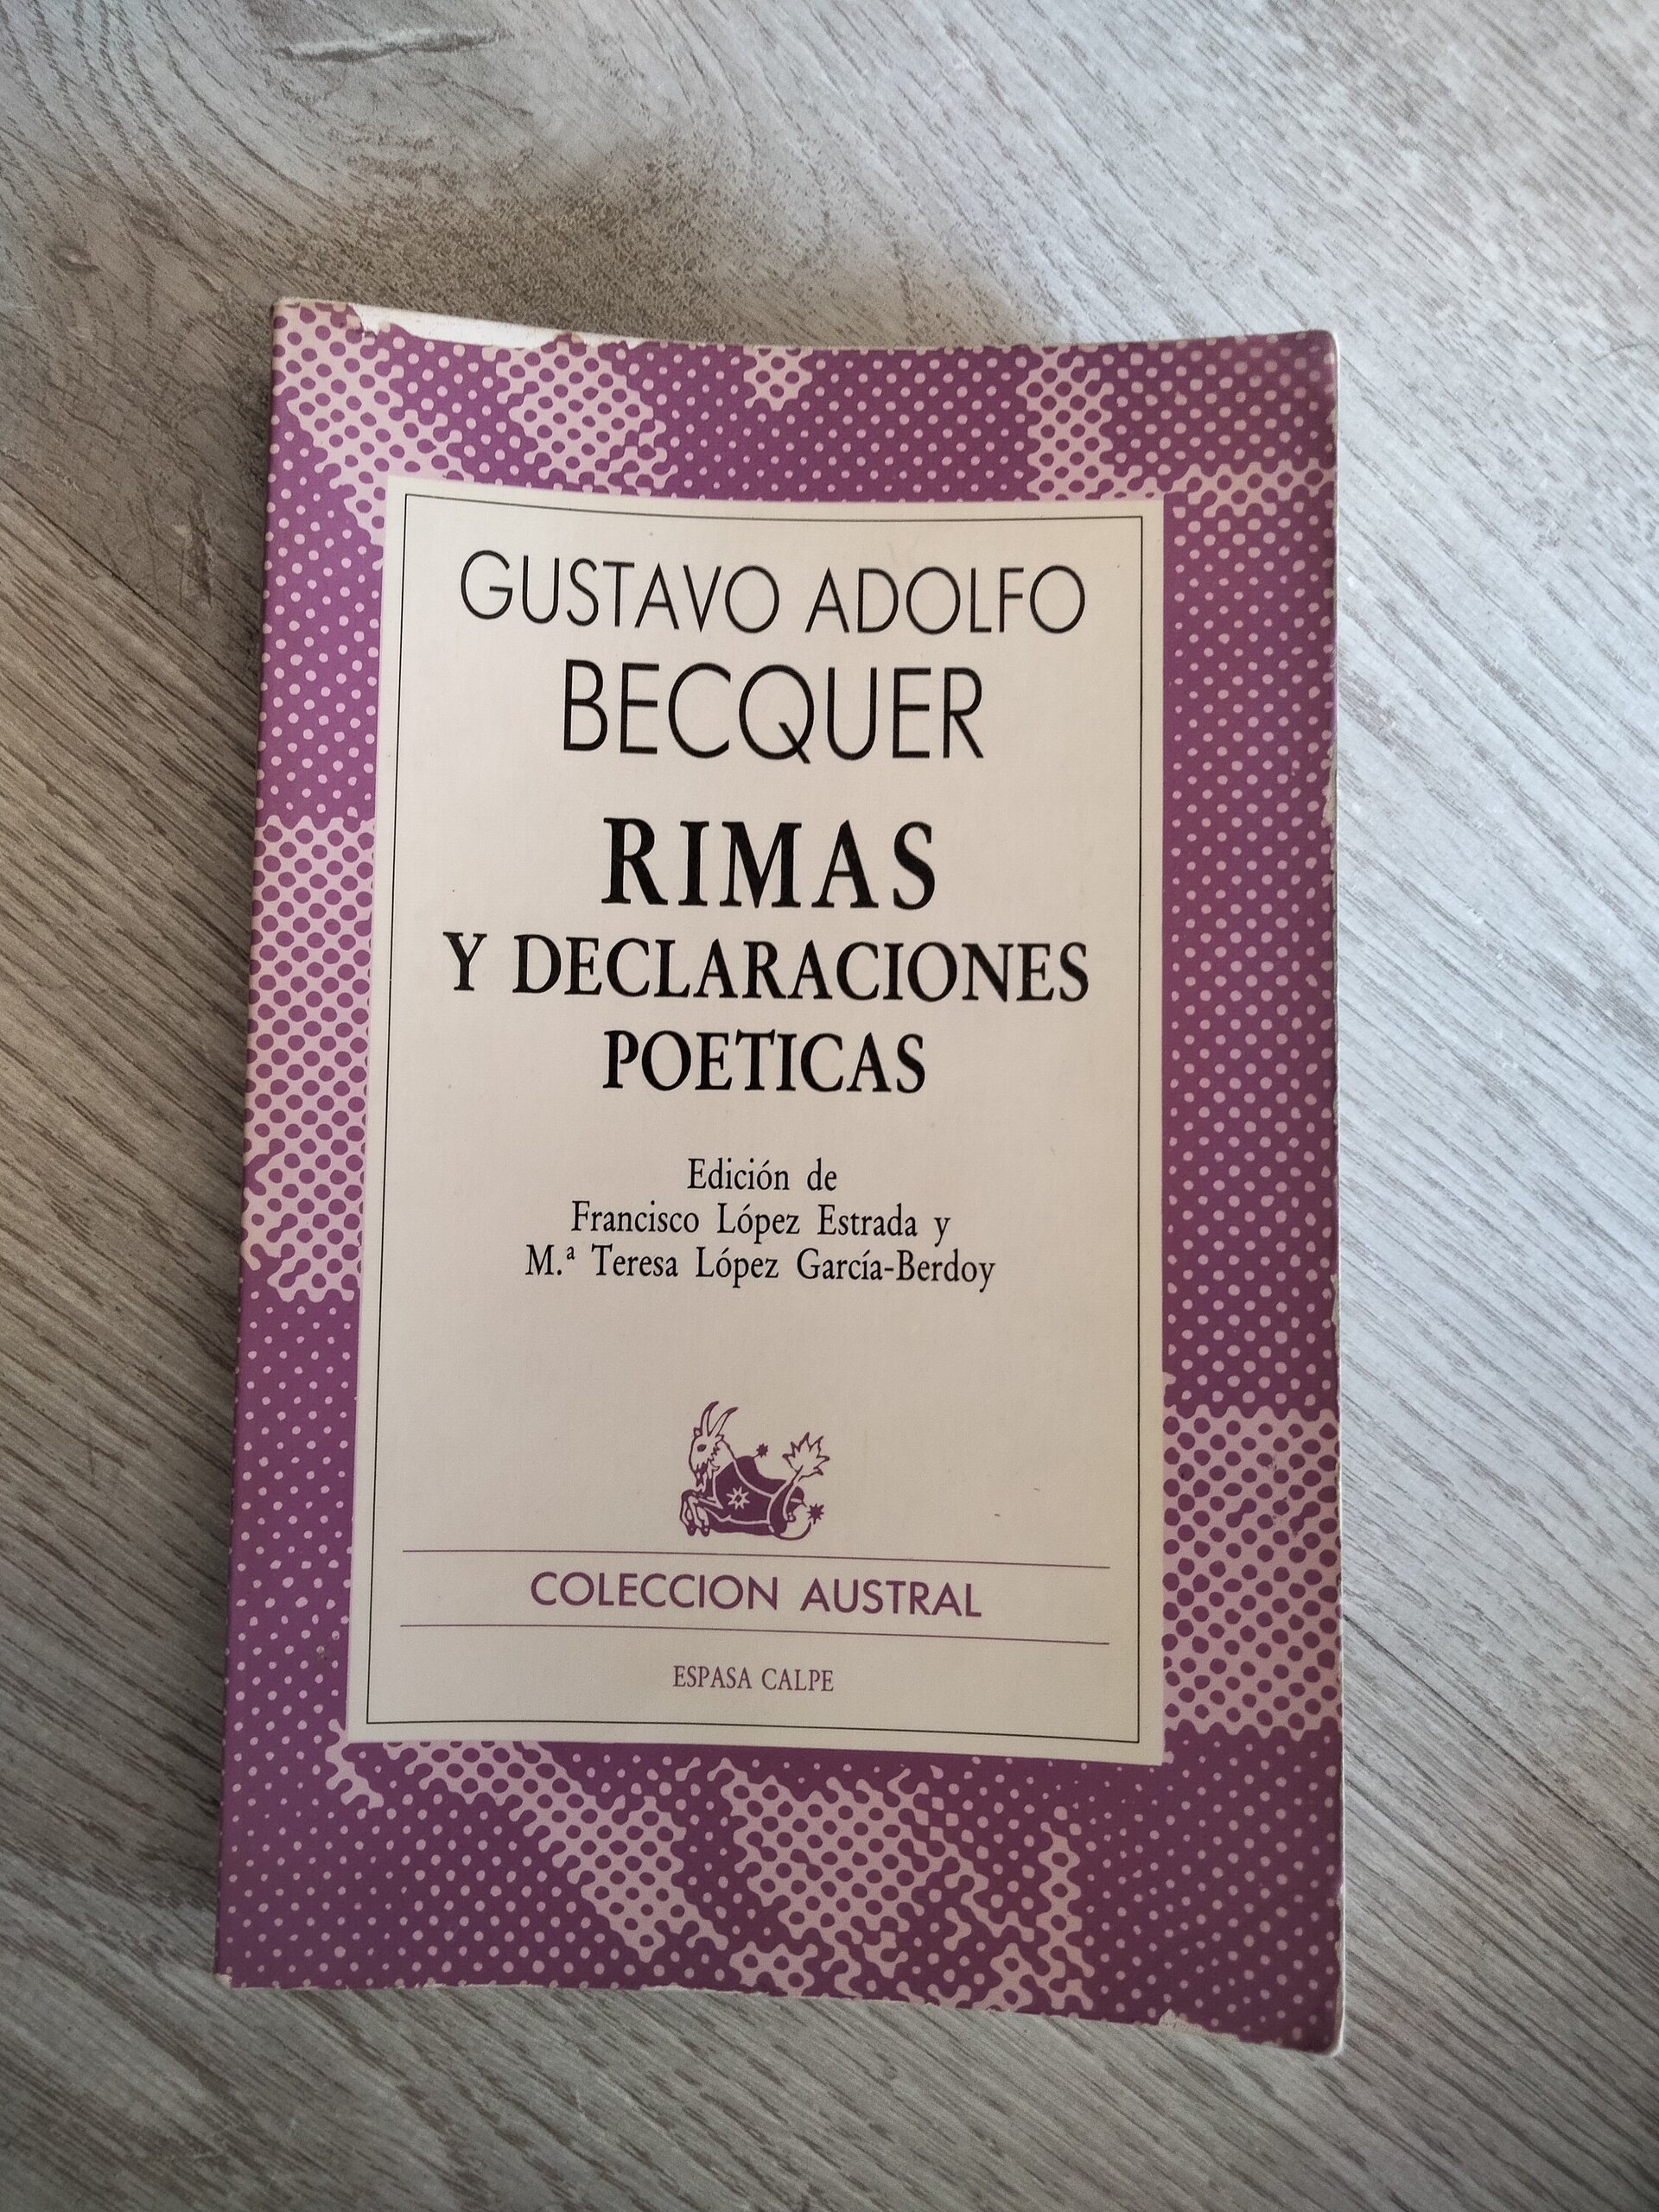 GUSTAVO ADOLFO
BECQUER
RIMAS
Y DECLARACIONES
POETICAS
Edición de
Francisco López Estrada y
M.ª Teresa López García-Berdoy
COLECCION AUSTRAL
ESPASA CALPE